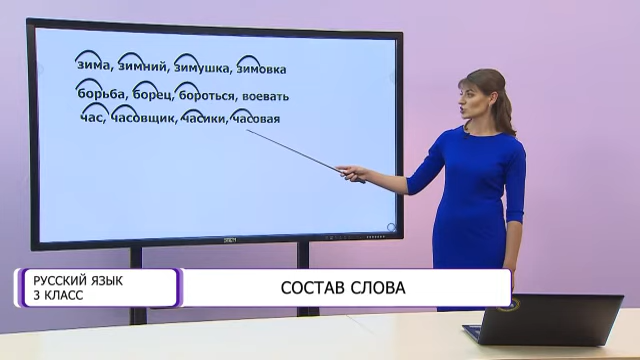 зима, зимний, зимушка, зимовка
борьба, борец, бороться, воевать
час, часовщик, часики, часовая
РУССКИЙ ЯЗЫК
3 КЛАСС
СОСТАВ СЛОВА